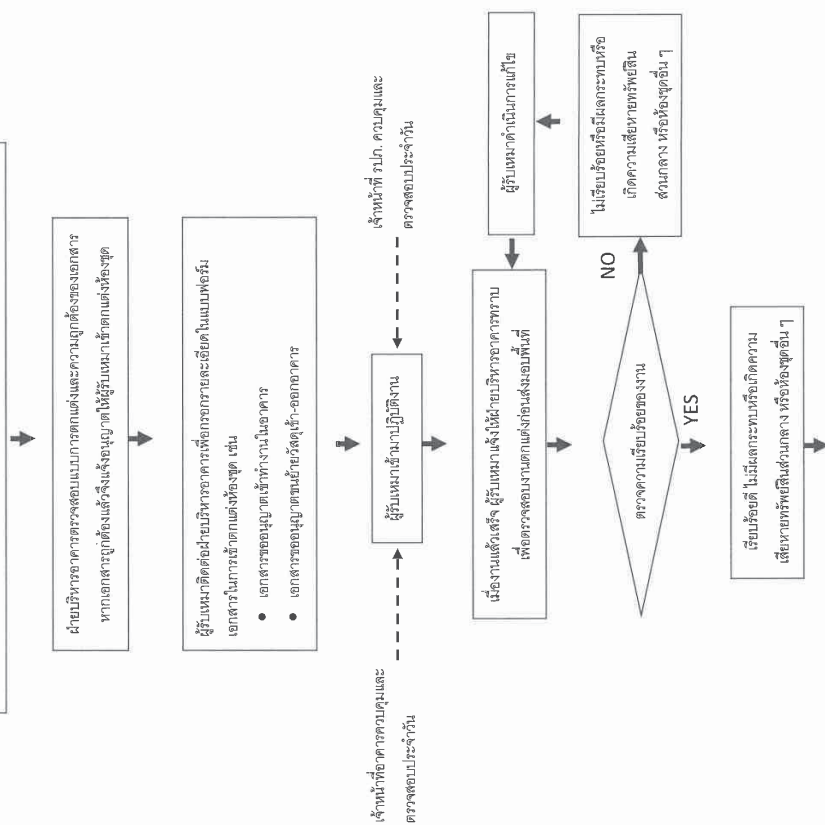 ฝ่ายบริหารอาคารตรวจสอบแบบการตกแต่งและความถูกต้องของเอกสาร
หากเอกสารถูกต้องแล้วจึงแจ้งอนุญาตให้ผู้รับเหมาเข้าตกแต่งห้องชุด
ผู้รับเหมาติดต่อฝ่ายบริหารอาคารเพื่อกรอกรายละเอียดในแบบฟอร์ม
เอกสารในการเข้าตกแต่งห้องชุด เช่น
● เอกสารขออนุญาตเข้าทำงานในอาคาร
● เอกสารขออนุญาตขนย้ายวัสดุเข้า-ออกอาคาร
เจ้าหน้าที่อาคารควบคุมและ
ตรวจสอบประจำวัน
ผู้รับเหมาเข้ามาปฏิบัติงาน
เจ้าหน้าที่ รปภ. ควบคุมและ
ตรวจสอบประจำวัน
เมื่องานแล้วเสร็จ ผู้รับเหมาแจ้งให้ฝ่ายบริหารอาคารทราบ
เพื่อตรวจสอบงานตกแต่งก่อนส่งมอบพื้นที่
ผู้รับเหมาดำเนินการแก้ไข
ตรวจความเรียบร้อยของงาน
NO
ไม่เรียบร้อยหรือมีผลกระทบหรือ
เกิดความเสียหายทรัพย์สิน
ส่วนกลาง หรือห้องชุดอื่น ๆ
YES
เรียบร้อยดี ไม่มีผลกระทบหรือเกิดความ
เสียหายทรัพย์สินส่วนกลาง หรือห้องชุดอื่น ๆ